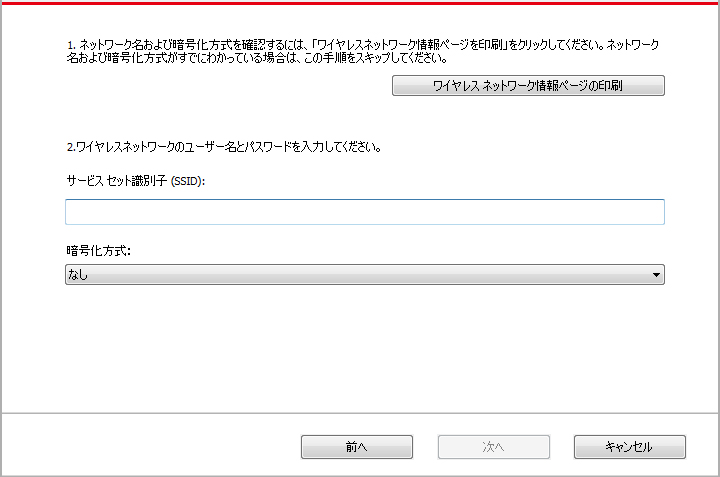 1. ネットワーク名および暗号化方式を確認するには、「ワイヤレスネットワーク情報ページを印刷」をクリックしてください。ネットワーク
名および暗号化方式がすでにわかっている場合は、この手順をスキップしてください。
ワイヤレス ネットワーク情報ページの印刷
2.ワイヤレスネットワークのユーザー名とパスワードを入力してください。
サービス セット識別子 (SSID):
暗号化方式:
なし
前へ
次へ
キャンセル